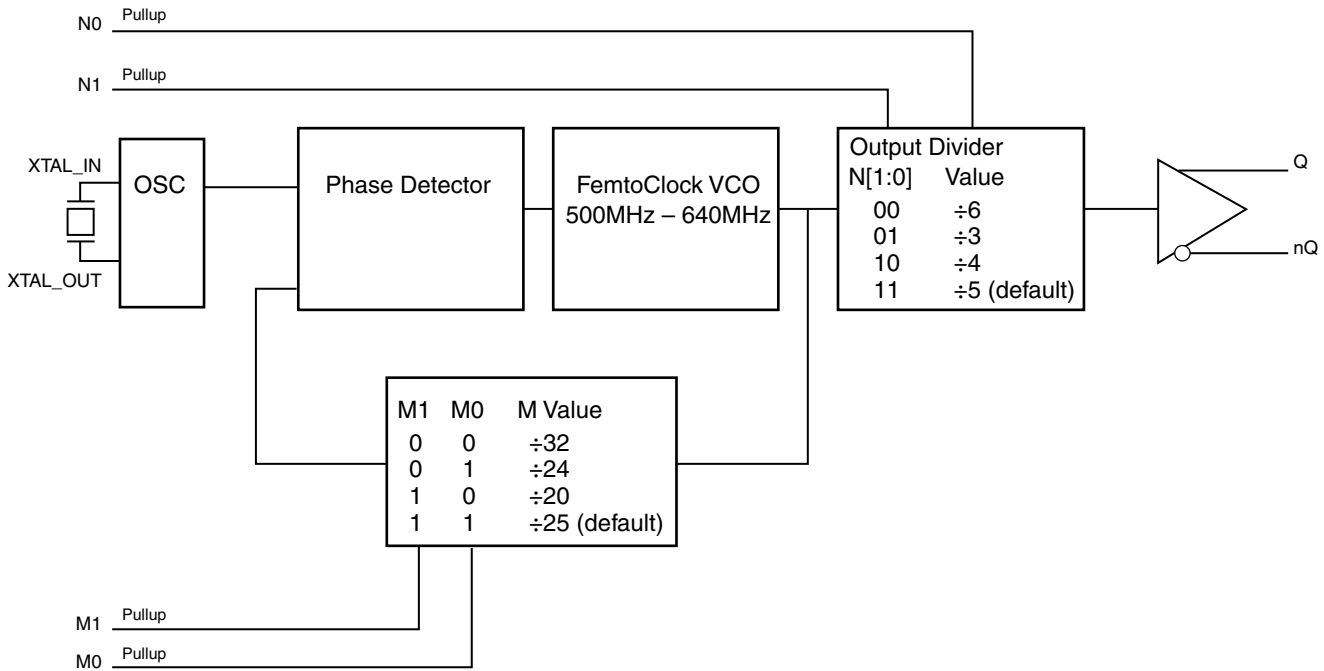 N0 Pullup
N1 Pullup
XTAL_IN
OSC
XTAL_OUT
Phase Detector
FemtoClock VCO
500MHz – 640MHz
Output Divider
N[1:0] Value
00 ÷6
01 ÷3
10 ÷4
11 ÷5 (default)
Q
nQ
M1 M0 M Value
0 0 ÷32
0 1 ÷24
1 0 ÷20
1 1 ÷25 (default)
M1 Pullup
M0 Pullup